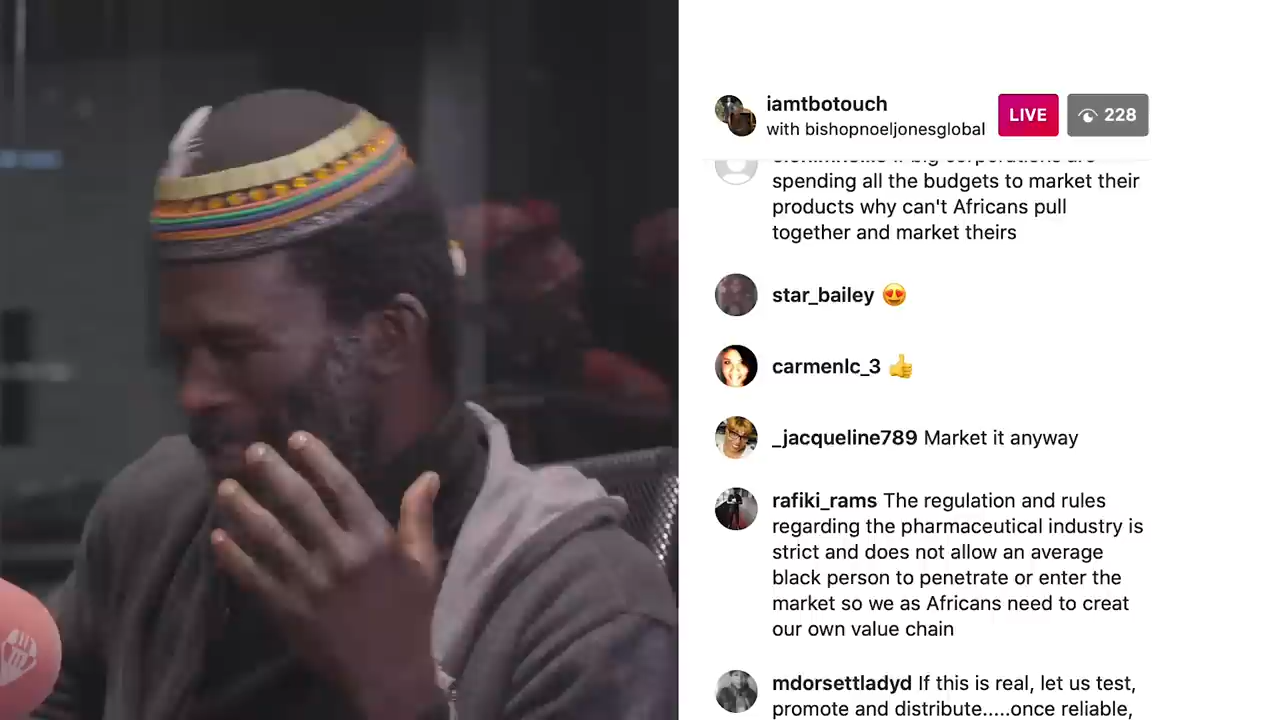 iamtbotouch
with bishopnoeljonesglobal
LIVE
228
spending all the budgets to market their
products why can't Africans pull
together and market theirs
star_bailey 😍
carmenlc_3 👍
_jacqueline789 Market it anyway
rafiki_rams The regulation and rules
regarding the pharmaceutical industry is
strict and does not allow an average
black person to penetrate or enter the
market so we as Africans need to creat
our own value chain
mdorsettladyd If this is real, let us test,
promote and distribute.....once reliable,